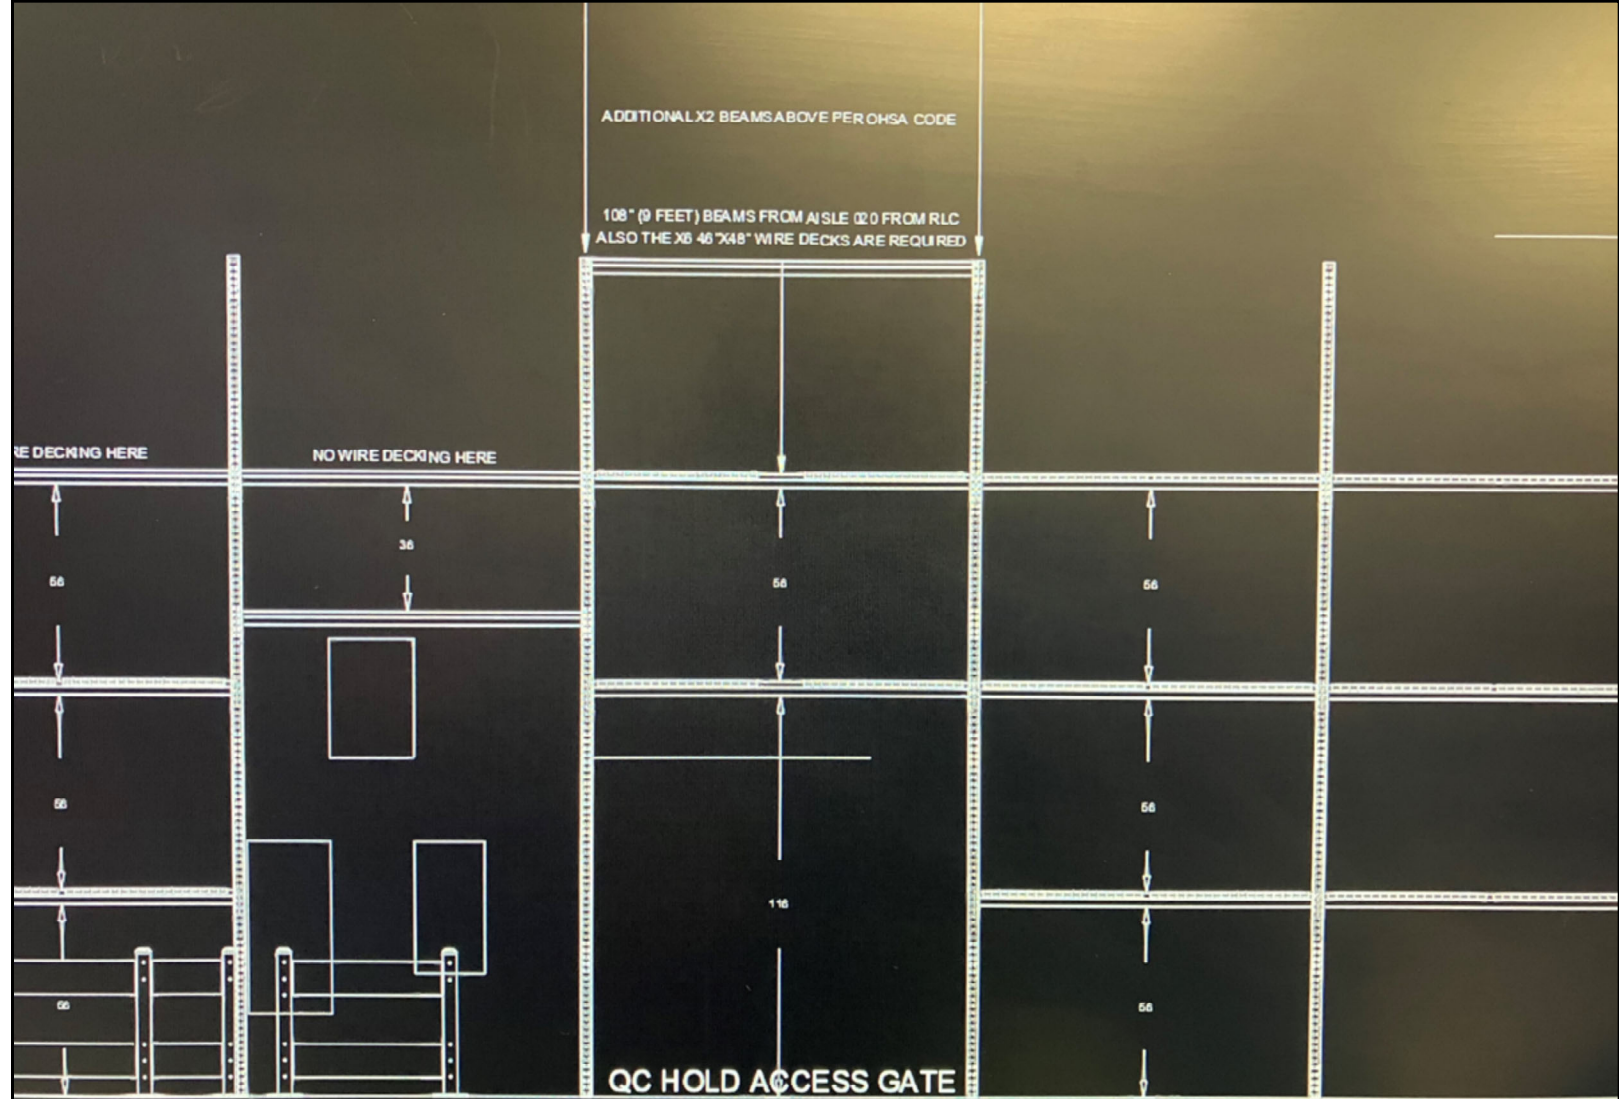 ADDITIONAL X2 BEAMS ABOVE PER OHSA CODE
108" (9 FEET) BEAMS FROM AISLE 020 FROM RLC
ALSO THE X6 46"X48" WIRE DECKS ARE REQUIRED
RE DECKING HERE
NO WIRE DECKING HERE
36
56
56
56
56
56
116
56
56
QC HOLD ACCESS GATE